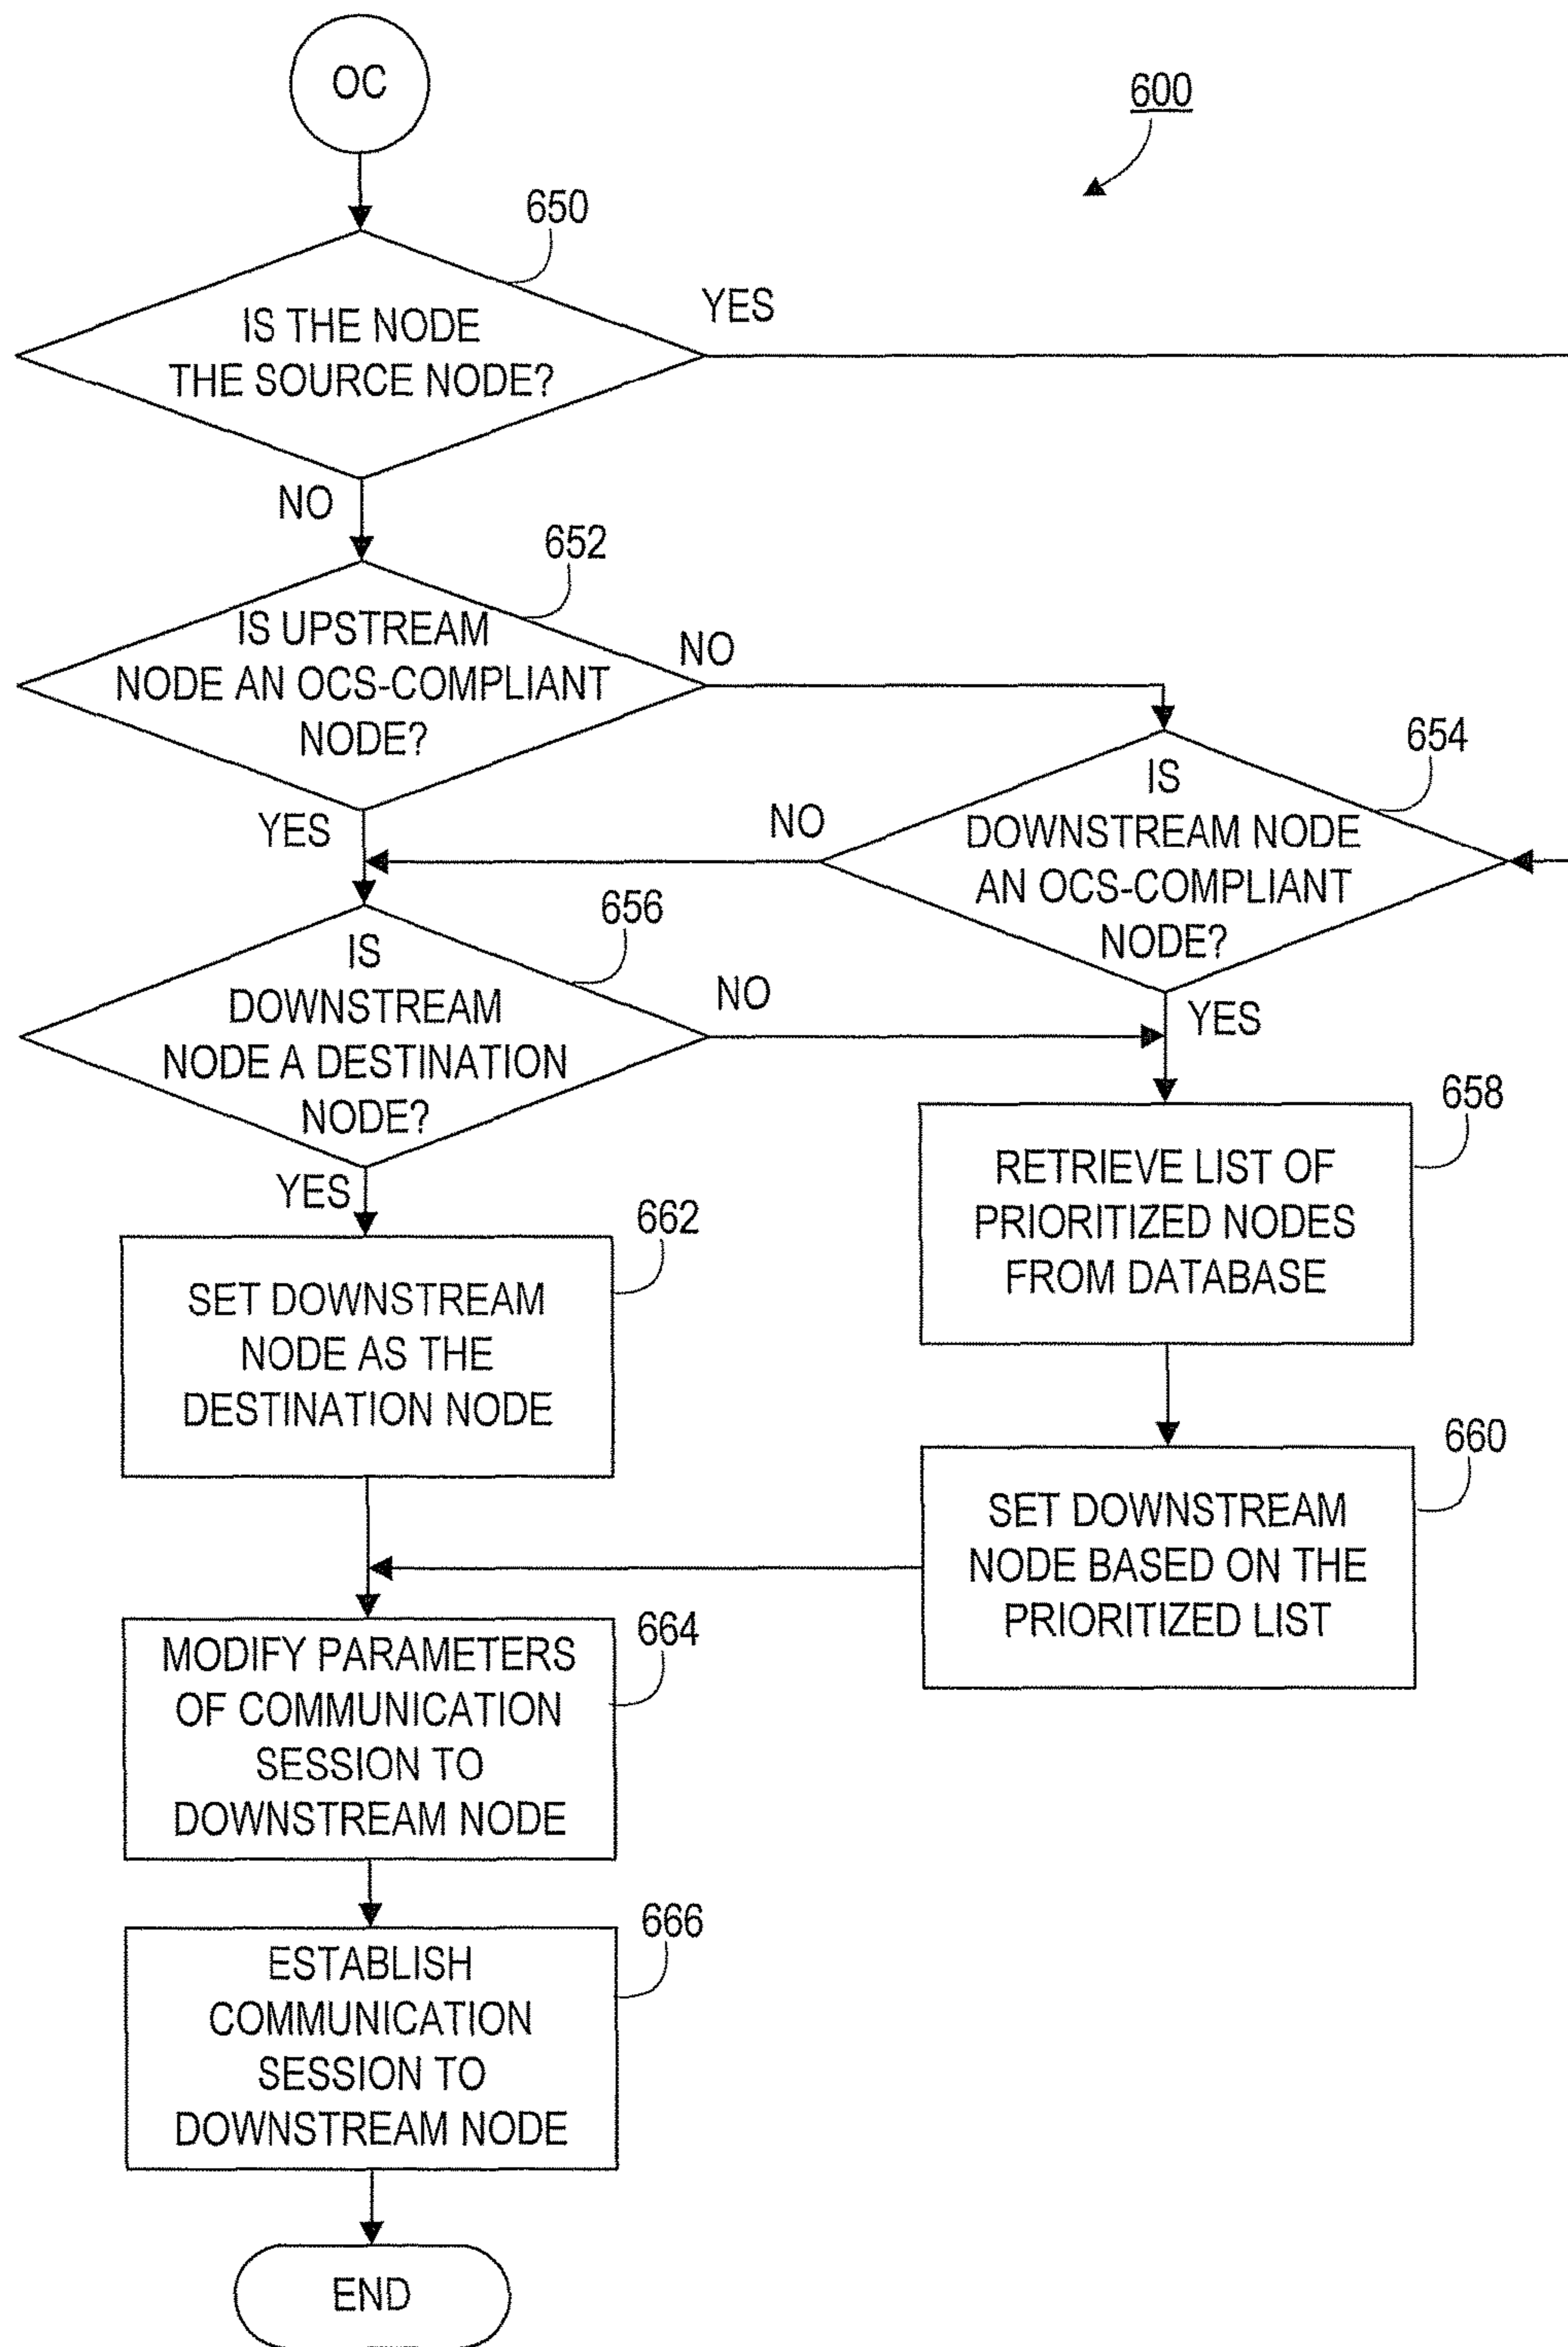 OC
600
650
IS THE NODE
THE SOURCE NODE?
YES
NO
652
IS UPSTREAM
NODE AN OCS-COMPLIANT
NODE?
NO
YES
654
IS
DOWNSTREAM NODE
AN OCS-COMPLIANT
NODE?
NO
YES
656
IS
DOWNSTREAM
NODE A DESTINATION
NODE?
NO
YES
658
RETRIEVE LIST OF
PRIORITIZED NODES
FROM DATABASE
662
SET DOWNSTREAM
NODE AS THE
DESTINATION NODE
660
SET DOWNSTREAM
NODE BASED ON THE
PRIORITIZED LIST
664
MODIFY PARAMETERS
OF COMMUNICATION
SESSION TO
DOWNSTREAM NODE
666
ESTABLISH
COMMUNICATION
SESSION TO
DOWNSTREAM NODE
END